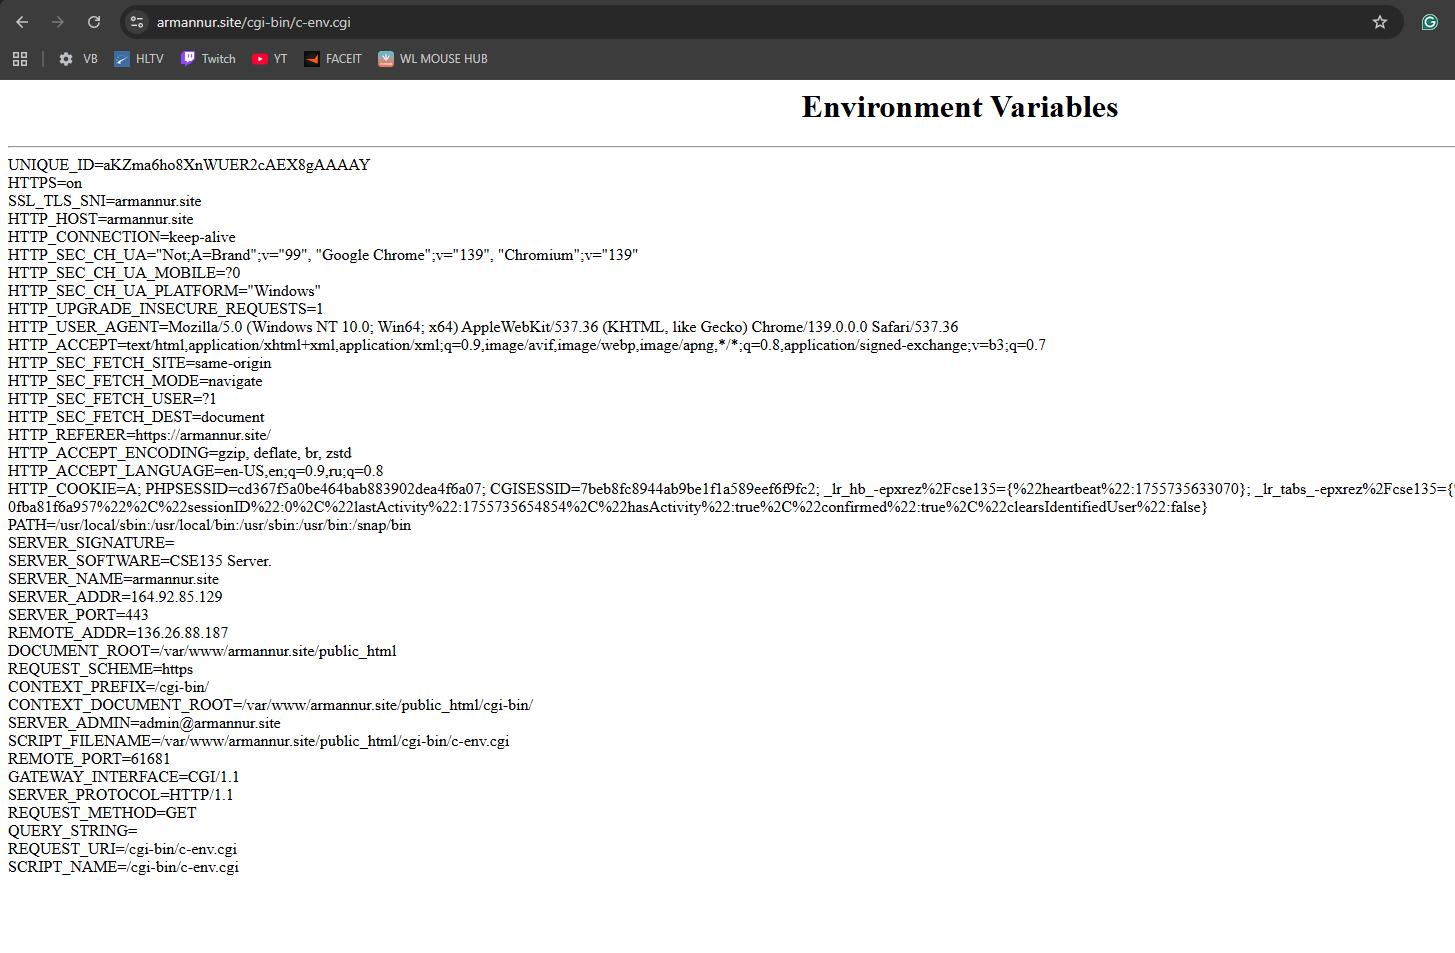 armannur.site/cgi-bin/c-env.cgi
VB HLTV Twitch YT FACEIT WL MOUSE HUB
Environment Variables
UNIQUE_ID=aKZma6ho8XnWUER2cAEX8gAAAAY
HTTPS=on
SSL_TLS_SNI=armannur.site
HTTP_HOST=armannur.site
HTTP_CONNECTION=keep-alive
HTTP_SEC_CH_UA="Not;A=Brand";v="99", "Google Chrome";v="139", "Chromium";v="139"
HTTP_SEC_CH_UA_MOBILE=?0
HTTP_SEC_CH_UA_PLATFORM="Windows"
HTTP_UPGRADE_INSECURE_REQUESTS=1
HTTP_USER_AGENT=Mozilla/5.0 (Windows NT 10.0; Win64; x64) AppleWebKit/537.36 (KHTML, like Gecko) Chrome/139.0.0.0 Safari/537.36
HTTP_ACCEPT=text/html,application/xhtml+xml,application/xml;q=0.9,image/avif,image/webp,image/apng,*/*;q=0.8,application/signed-exchange;v=b3;q=0.7
HTTP_SEC_FETCH_SITE=same-origin
HTTP_SEC_FETCH_MODE=navigate
HTTP_SEC_FETCH_USER=?1
HTTP_SEC_FETCH_DEST=document
HTTP_REFERER=https://armannur.site/
HTTP_ACCEPT_ENCODING=gzip, deflate, br, zstd
HTTP_ACCEPT_LANGUAGE=en-US,en;q=0.9,ru;q=0.8
HTTP_COOKIE=A; PHPSESSID=cd367f5a0be464bab883902dea4f6a07; CGISESSID=7beb8fc8944ab9be1f1a589eef6f9fc2; _lr_hb_-epxrez%2Fcse135={%22heartbeat%22:1755735633070}; _lr_tabs_-epxrez%2Fcse135={%
0fba81f6a957%22%2C%22sessionID%22:0%2C%22lastActivity%22:1755735654854%2C%22hasActivity%22:true%2C%22confirmed%22:true%2C%22clearsIdentifiedUser%22:false}
PATH=/usr/local/sbin:/usr/local/bin:/usr/sbin:/usr/bin:/snap/bin
SERVER_SIGNATURE=
SERVER_SOFTWARE=CSE135 Server.
SERVER_NAME=armannur.site
SERVER_ADDR=164.92.85.129
SERVER_PORT=443
REMOTE_ADDR=136.26.88.187
DOCUMENT_ROOT=/var/www/armannur.site/public_html
REQUEST_SCHEME=https
CONTEXT_PREFIX=/cgi-bin/
CONTEXT_DOCUMENT_ROOT=/var/www/armannur.site/public_html/cgi-bin/
SERVER_ADMIN=admin@armannur.site
SCRIPT_FILENAME=/var/www/armannur.site/public_html/cgi-bin/c-env.cgi
REMOTE_PORT=61681
GATEWAY_INTERFACE=CGI/1.1
SERVER_PROTOCOL=HTTP/1.1
REQUEST_METHOD=GET
QUERY_STRING=
REQUEST_URI=/cgi-bin/c-env.cgi
SCRIPT_NAME=/cgi-bin/c-env.cgi